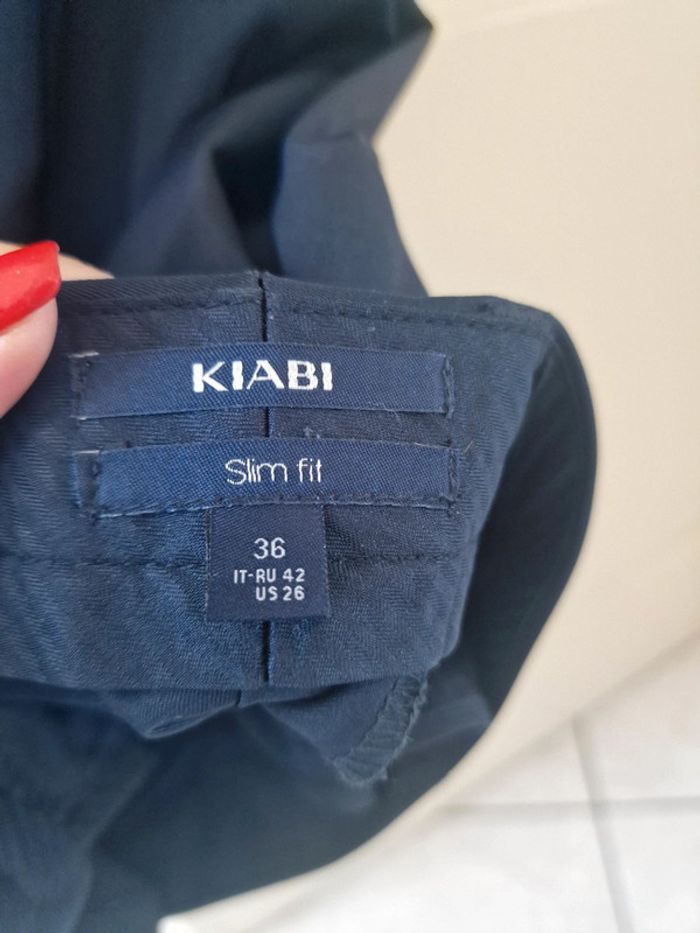 KIABI
Slim fit
36
IT-RU 42
US 26